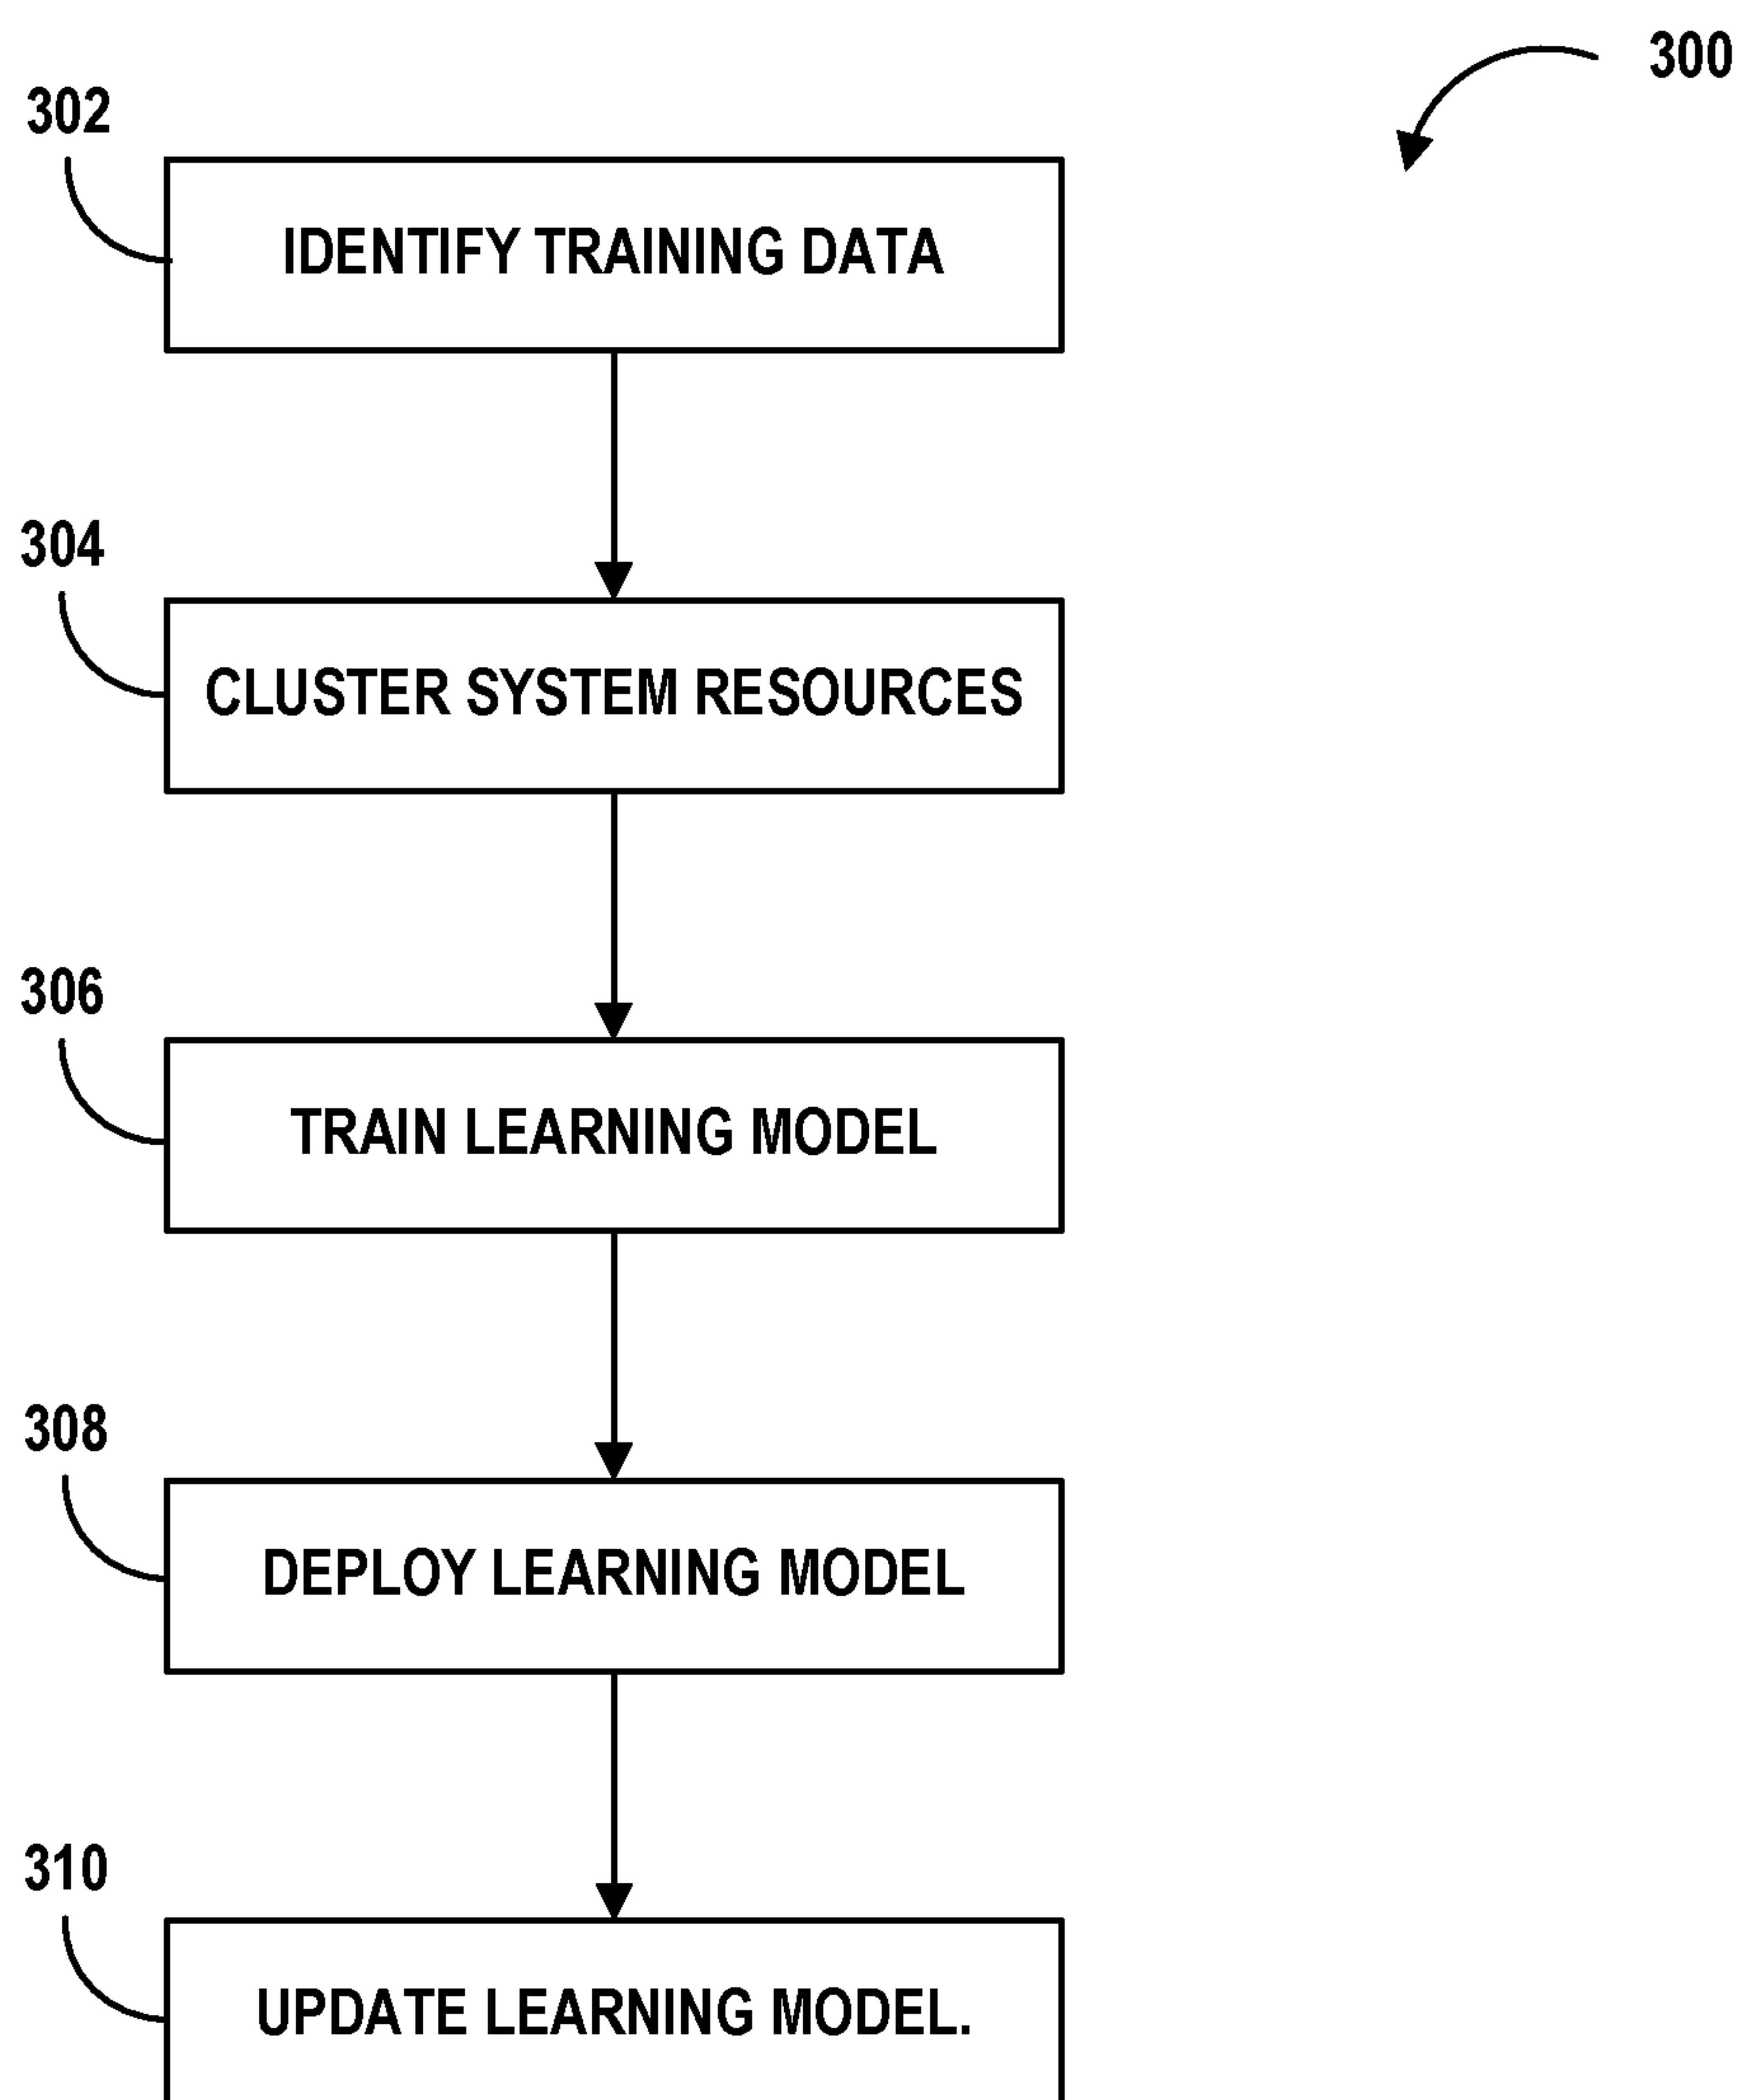 300
302
IDENTIFY TRAINING DATA
304
CLUSTER SYSTEM RESOURCES
306
TRAIN LEARNING MODEL
308
DEPLOY LEARNING MODEL
310
UPDATE LEARNING MODEL.